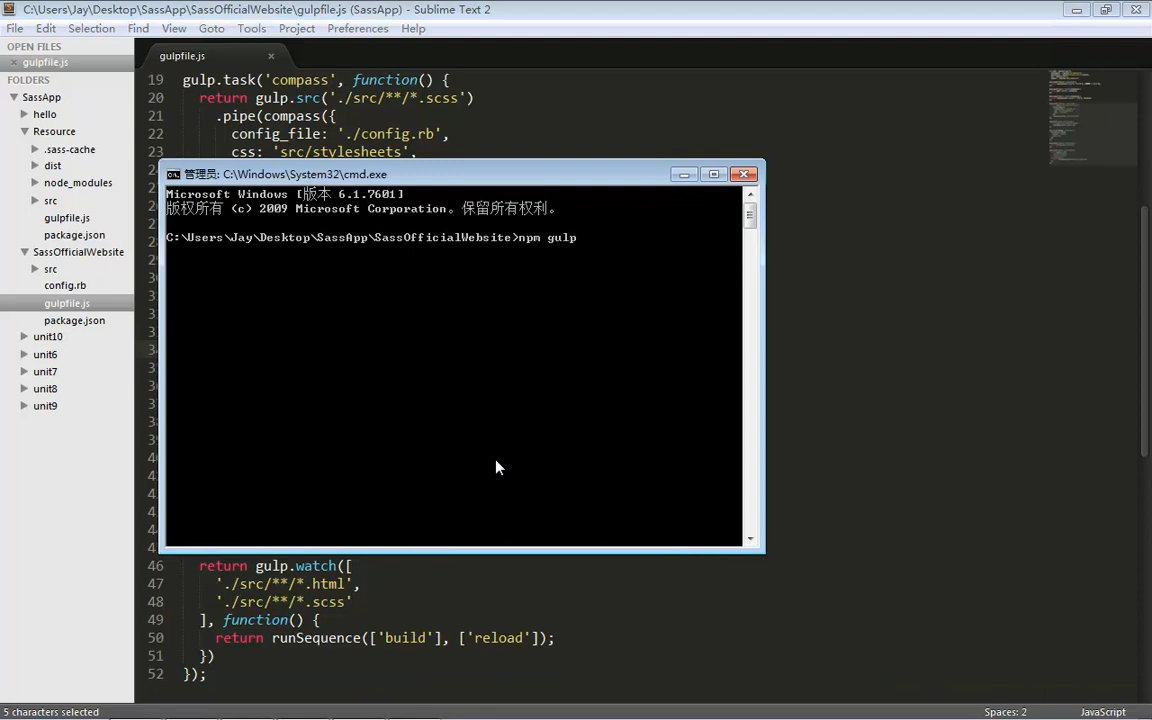 C:\Users\Jay\Desktop\SassApp\SassOfficialWebsite\gulpfile.js (SassApp) - Sublime Text 2
File Edit Selection Find View Goto Tools Project Preferences Help
OPEN FILES
gulpfile.js
FOLDERS
SassApp
hello
Resource
.sass-cache
dist
node_modules
src
gulpfile.js
package.json
SassOfficialWebsite
src
config.rb
gulpfile.js
package.json
unit10
unit6
unit7
unit8
unit9
gulpfile.js
19 gulp.task('compass', function() {
20 return gulp.src('./src/**/*.scss')
21 .pipe(compass({
22 config_file: './config.rb',
23 css: 'src/stylesheets',
管理员: C:\Windows\System32\cmd.exe
Microsoft Windows [版本 6.1.7601]
版权所有 (c) 2009 Microsoft Corporation。保留所有权利。
C:\Users\Jay\Desktop\SassApp\SassOfficialWebsite>npm gulp
46 return gulp.watch([
47 './src/**/*.html',
48 './src/**/*.scss'
49 ], function() {
50 return runSequence(['build'], ['reload']);
51 })
52 });
5 characters selected
Spaces: 2
JavaScript